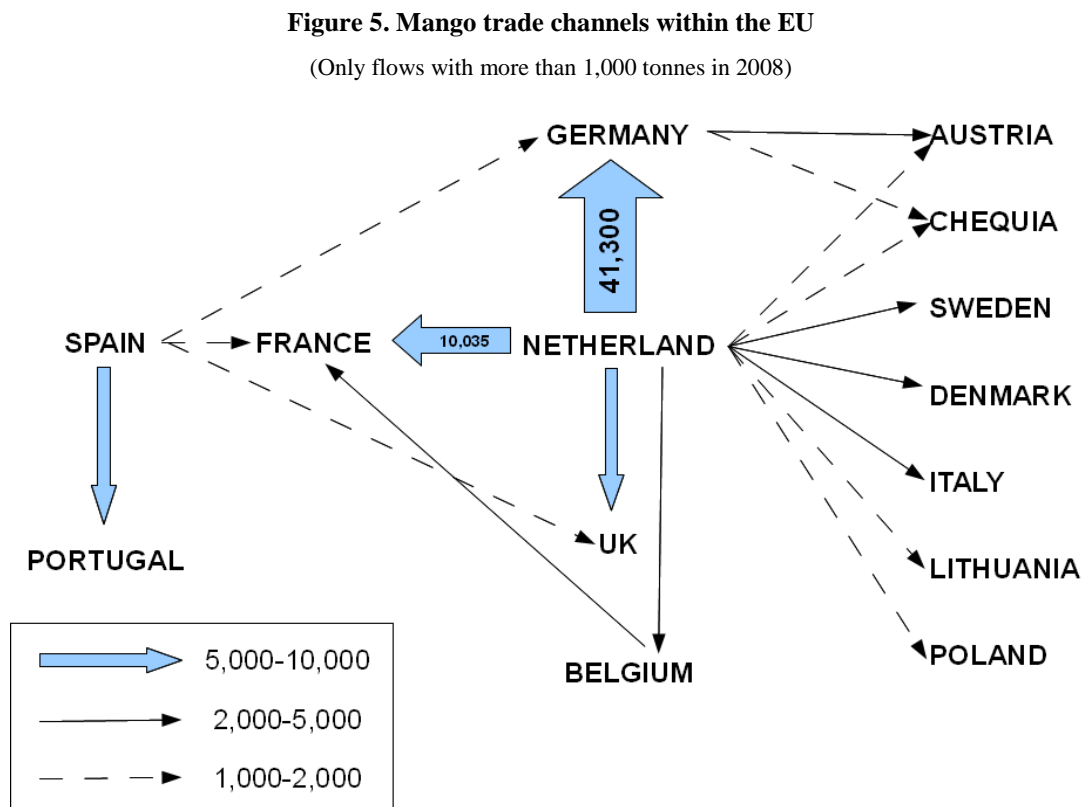 Figure 5. Mango trade channels within the EU
(Only flows with more than 1,000 tonnes in 2008)
GERMANY
AUSTRIA
41,300
CHEQUIA
SWEDEN
SPAIN
FRANCE
10,035
NETHERLAND
DENMARK
ITALY
UK
PORTUGAL
LITHUANIA
BELGIUM
POLAND
5,000-10,000
2,000-5,000
1,000-2,000